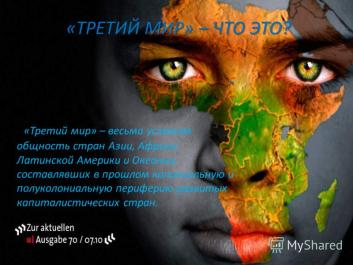 «ТРЕТИЙ МИР» – ЧТО ЭТО?
«Третий мир» – весьма условная
общность стран Азии, Африки,
Латинской Америки и Океании,
составлявших в прошлом колониальную и
полуколониальную периферию развитых
капиталистических стран.
Zur aktuellen
Ausgabe 70 / 07.10
MyShared